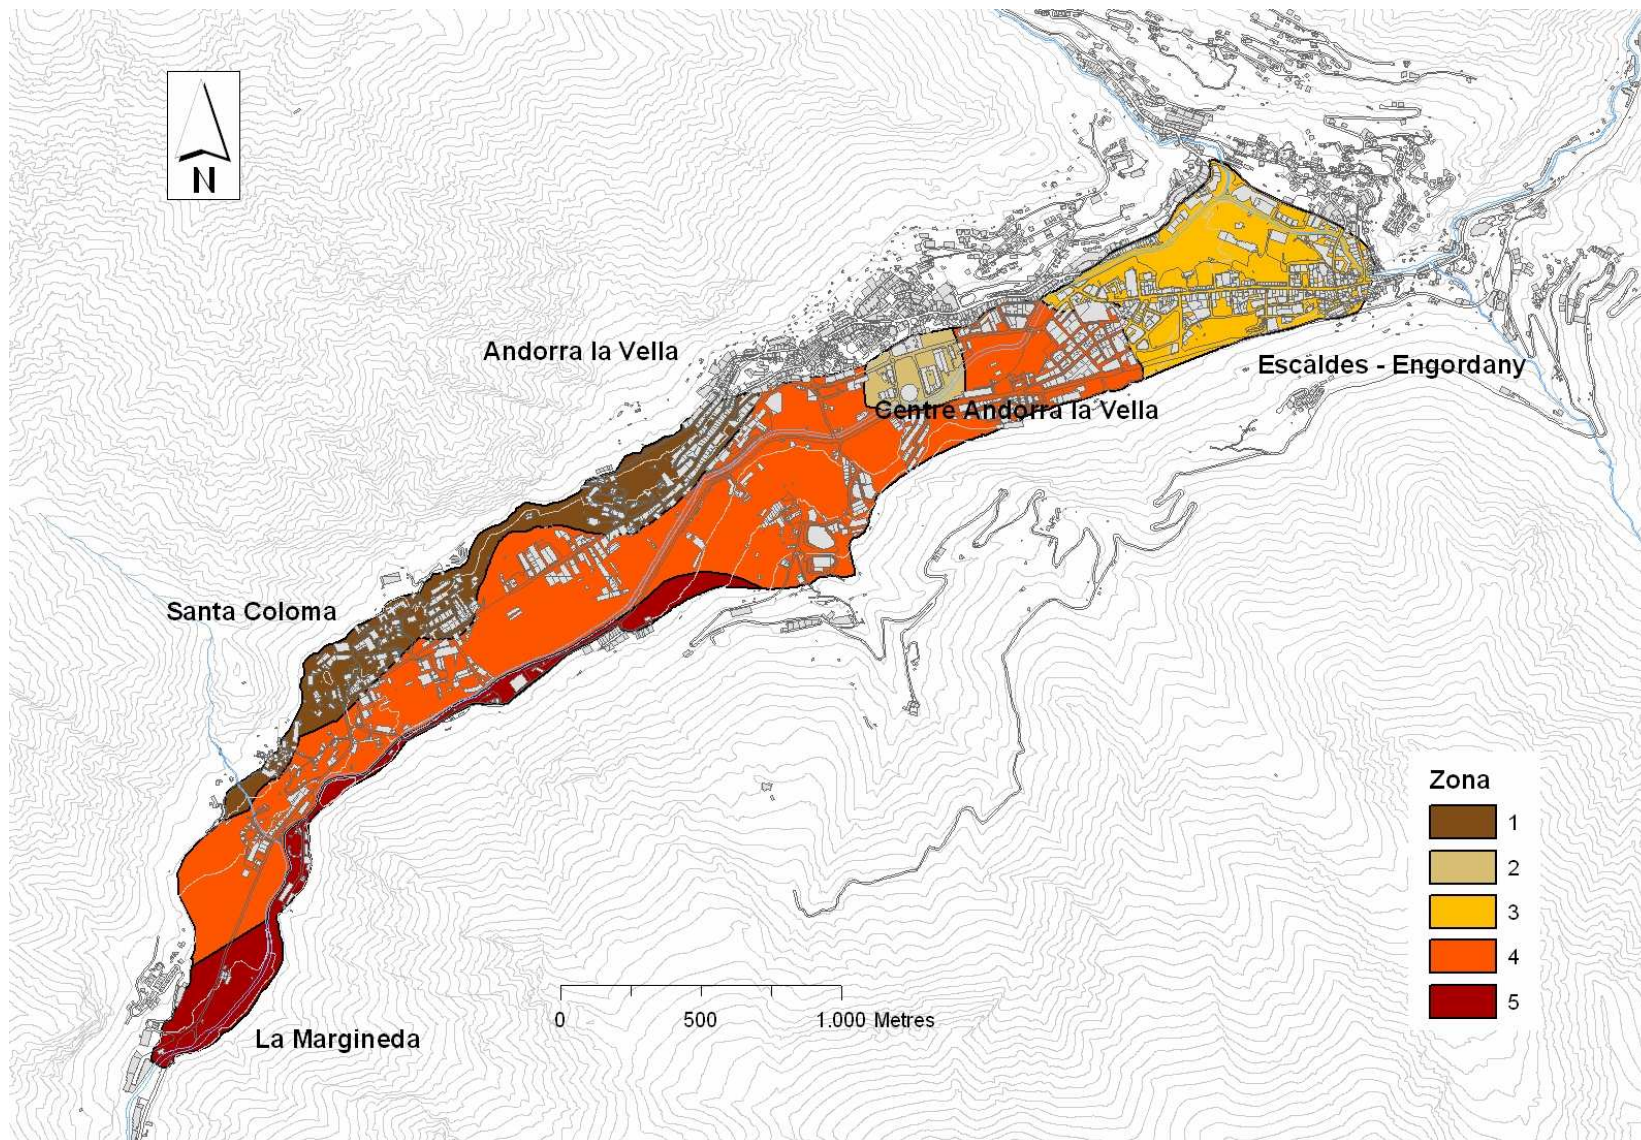 N
Andorra la Vella
Escaldes - Engordany
Centre Andorra la Vella
Santa Coloma
La Margineda
0 500 1.000 Metres
Zona
1
2
3
4
5